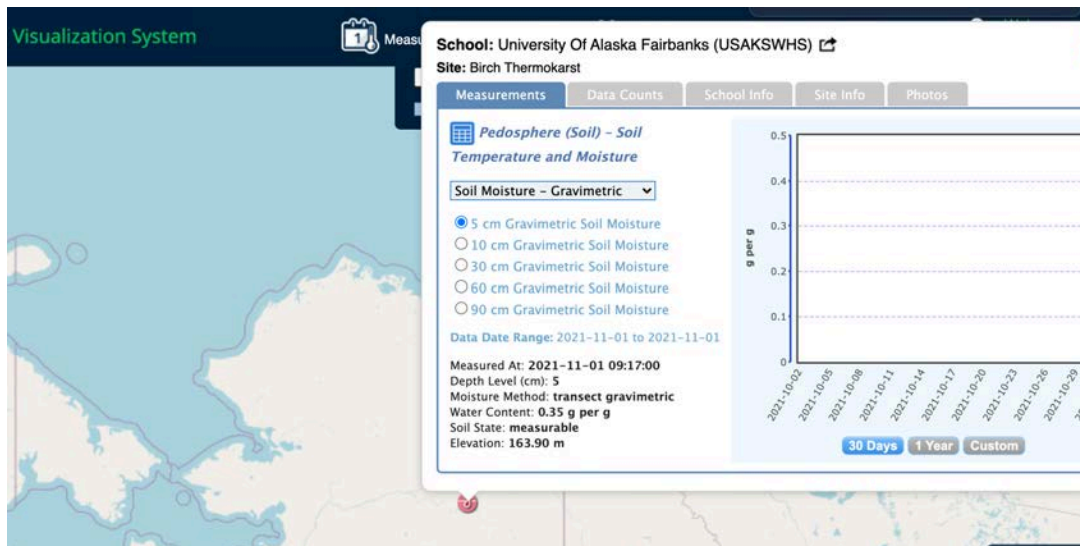 Visualization System
1
Measu
School: University Of Alaska Fairbanks (USAKSWHS)
Site: Birch Thermokarst
Measurements
Data Counts
School Info
Site Info
Photos
Pedosphere (Soil) – Soil
Temperature and Moisture
Soil Moisture – Gravimetric
5 cm Gravimetric Soil Moisture
10 cm Gravimetric Soil Moisture
30 cm Gravimetric Soil Moisture
60 cm Gravimetric Soil Moisture
90 cm Gravimetric Soil Moisture
Data Date Range: 2021-11-01 to 2021-11-01
Measured At: 2021-11-01 09:17:00
Depth Level (cm): 5
Moisture Method: transect gravimetric
Water Content: 0.35 g per g
Soil State: measurable
Elevation: 163.90 m
0.5
0.4
0.3
0.2
0.1
0
g per g
2021-10-02
2021-10-05
2021-10-08
2021-10-11
2021-10-14
2021-10-17
2021-10-20
2021-10-23
2021-10-26
2021-10-29
30 Days
1 Year
Custom